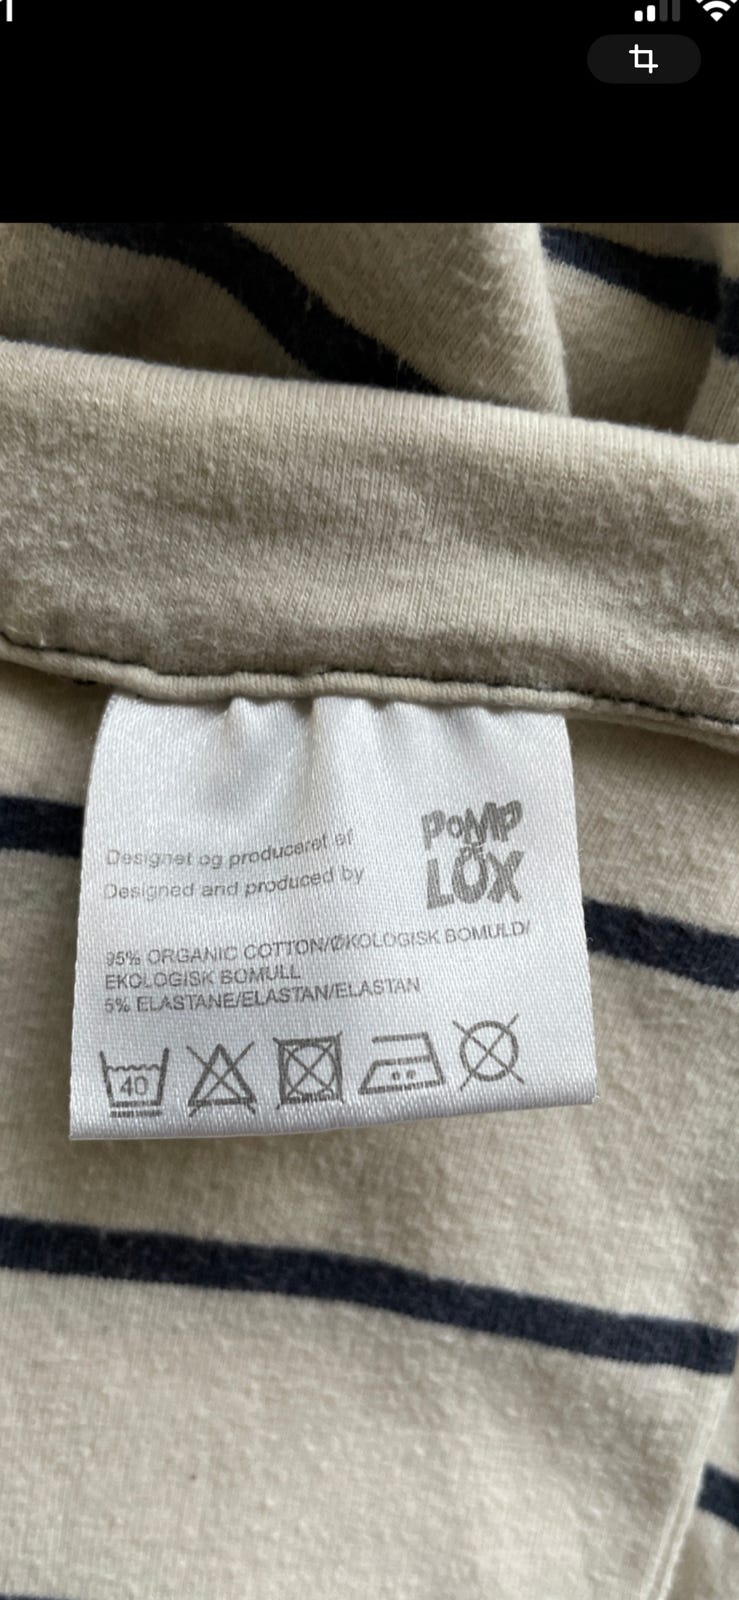 Designet og produceret af
Designed and produced by
POMP
LÖX
95% ORGANIC COTTON/ØKOLOGISK BOMULD/
EKOLOGISK BOMULL
5% ELASTANE/ELASTAN/ELASTAN
40